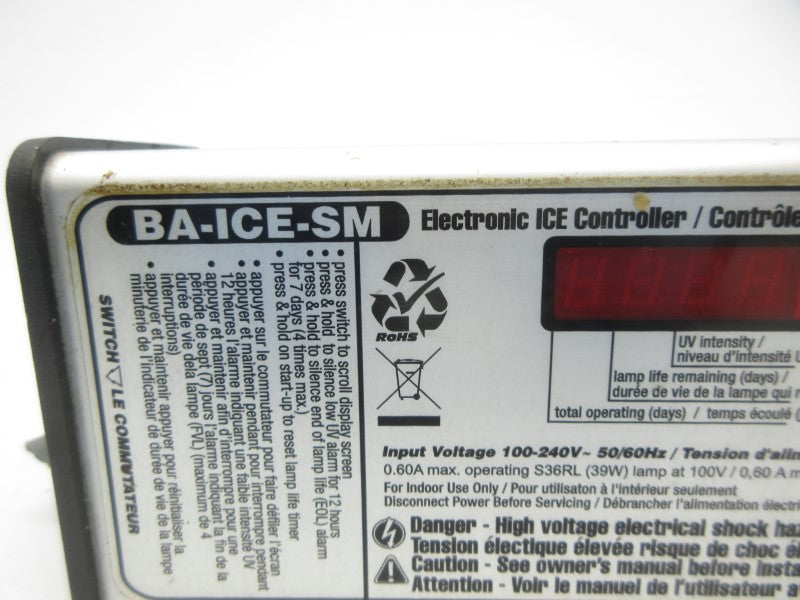 BA-ICE-SM
Electronic ICE Controller / Contrôle
• press switch to scroll display screen
• press & hold to silence low UV alarm for 12 hours
• press & hold to silence end of lamp life (EOL) alarm
for 7 days (4 times max.)
• press & hold on start-up to reset lamp life timer
• appuyer sur le commutateur pour faire défiler l'écran
• appuyer et maintenir pendant pour interrompre pendant
12 heures l'alarme indiquant une faible intensité UV
• appuyer et maintenir afin d'interrompre pour une
période de sept (7) jours l'alarme indiquant la fin de la
durée de vie dela lampe (FVL) (maximum de 4
interruptions)
• appuyer et maintenir appuyer pour réinitialiser la
minuterie de l'indicateur de durée de vie de la lampe
SWITCH ▽ LE COMMUTATEUR
RoHS
UV intensity /
niveau d'intensité U
lamp life remaining (days) /
durée de vie de la lampe qui r
total operating (days) / temps écoulé (
Input Voltage 100-240V~ 50/60Hz / Tension d'alim
0.60A max. operating S36RL (39W) lamp at 100V / 0,60 A m
For Indoor Use Only / Pour utilisaton à l'intérieur seulement
Disconnect Power Before Servicing / Débrancher l'alimentation électri
Danger - High voltage electrical shock haz
Tension électique élevée risque de choc él
Caution - See owner's manual before insta
Attention - Voir le manuel de l'utilisateur a